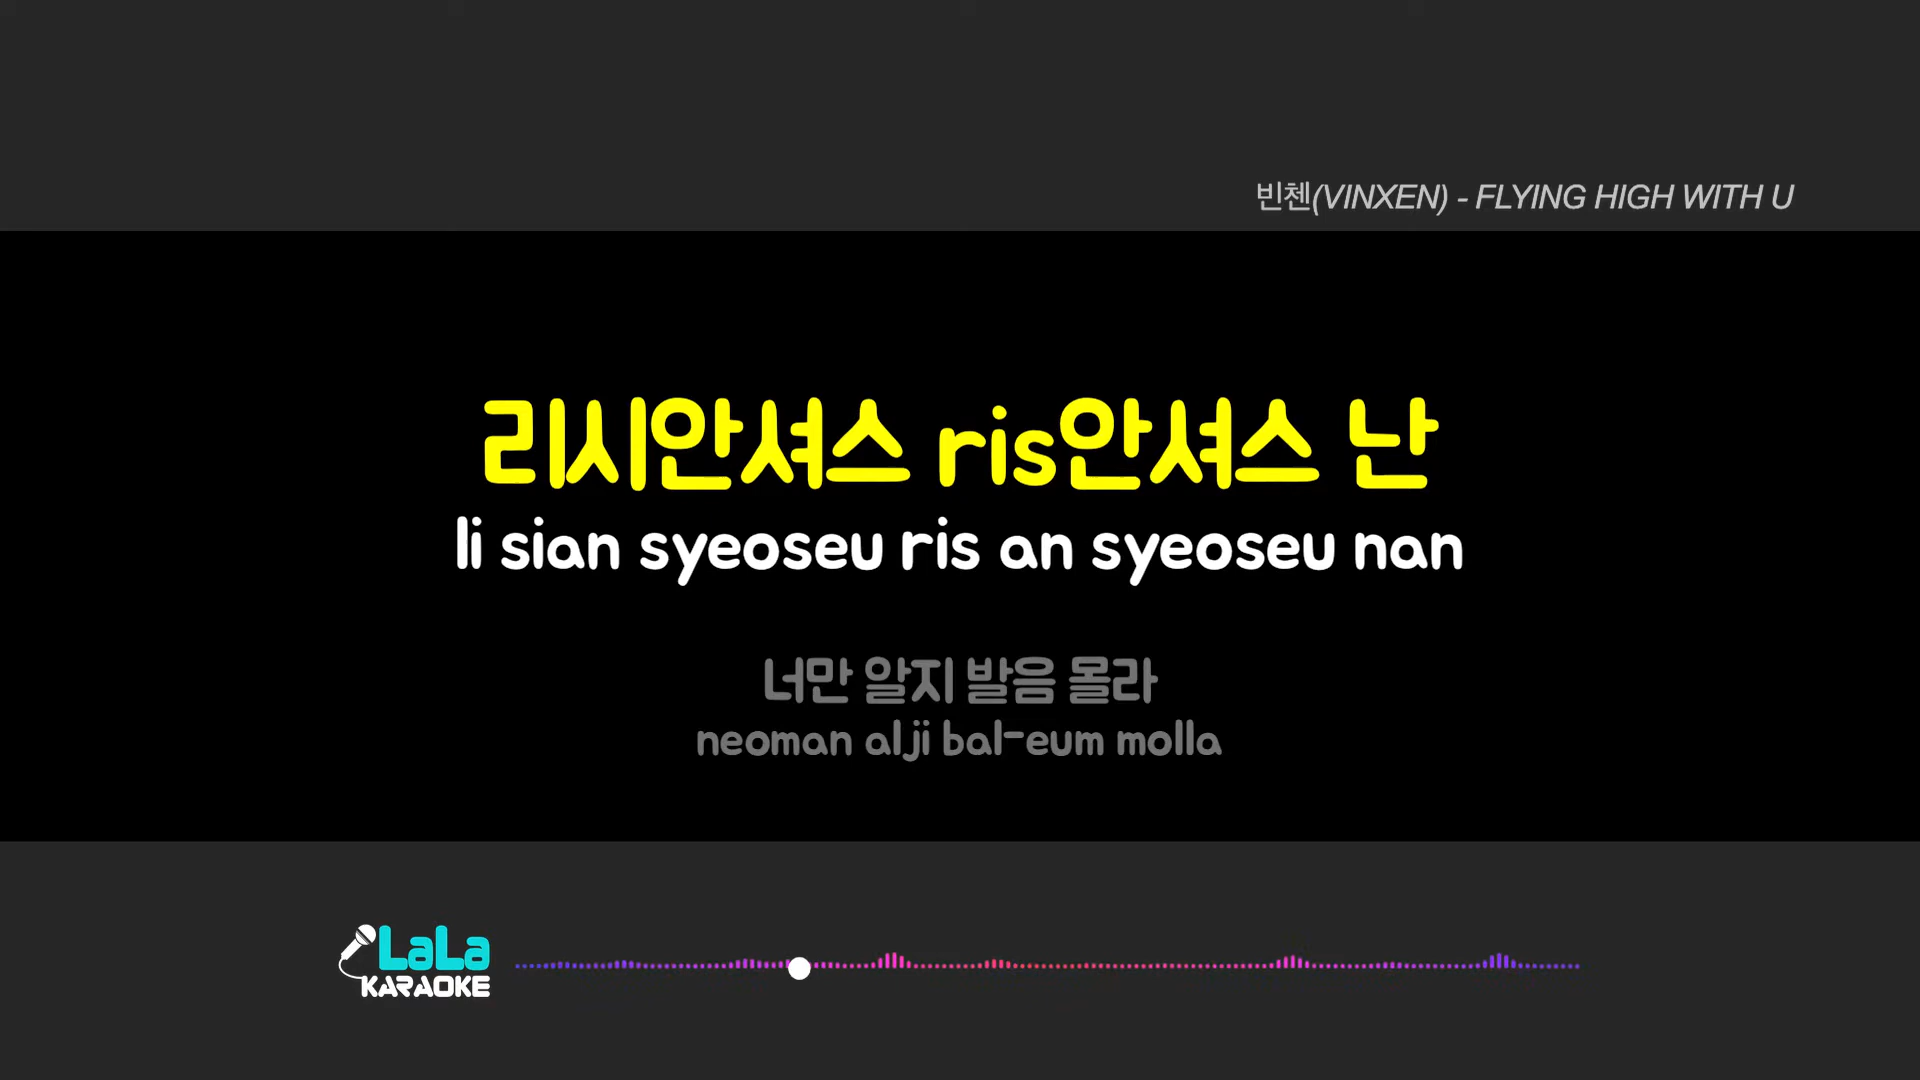 빈첸(VINXEN) - FLYING HIGH WITH U
리시안셔스 ris안셔스 난
li sian syeoseu ris an syeoseu nan
너만 알지 발음 몰라
neoman alji bal-eum molla
LaLa
KARAOKE